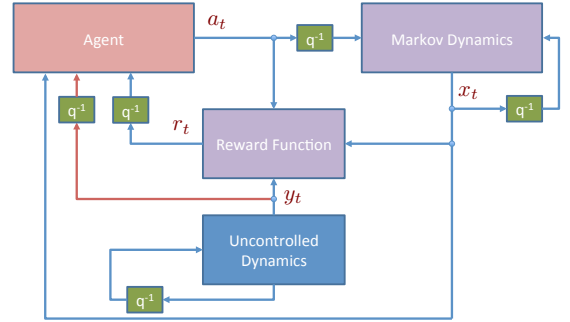 Agent
a_t
q⁻¹
Markov Dynamics
x_t
q⁻¹
q⁻¹
q⁻¹
r_t
Reward Function
y_t
Uncontrolled
Dynamics
q⁻¹